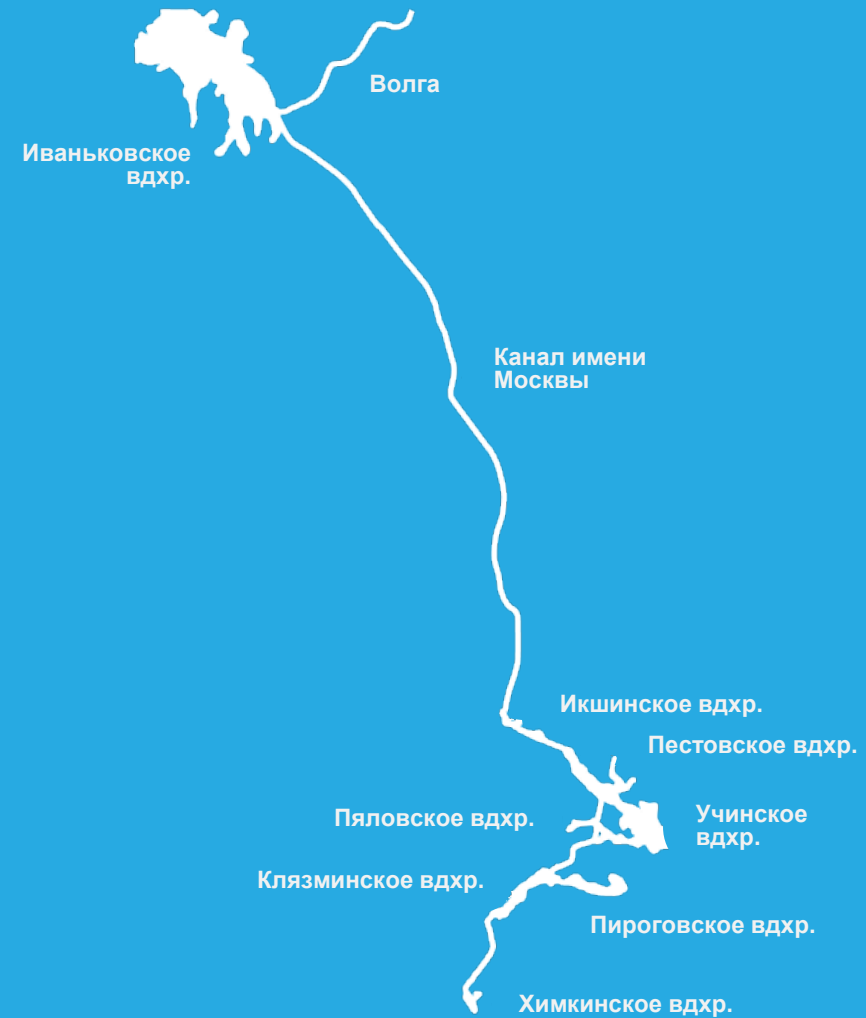 Волга
Иваньковское
вдхр.
Канал имени
Москвы
Икшинское вдхр.
Пестовское вдхр.
Пяловское вдхр.
Учинское
вдхр.
Клязминское вдхр.
Пироговское вдхр.
Химкинское вдхр.